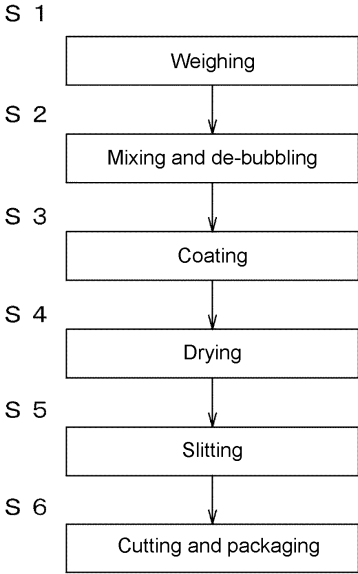 S 1
Weighing
S 2
Mixing and de-bubbling
S 3
Coating
S 4
Drying
S 5
Slitting
S 6
Cutting and packaging